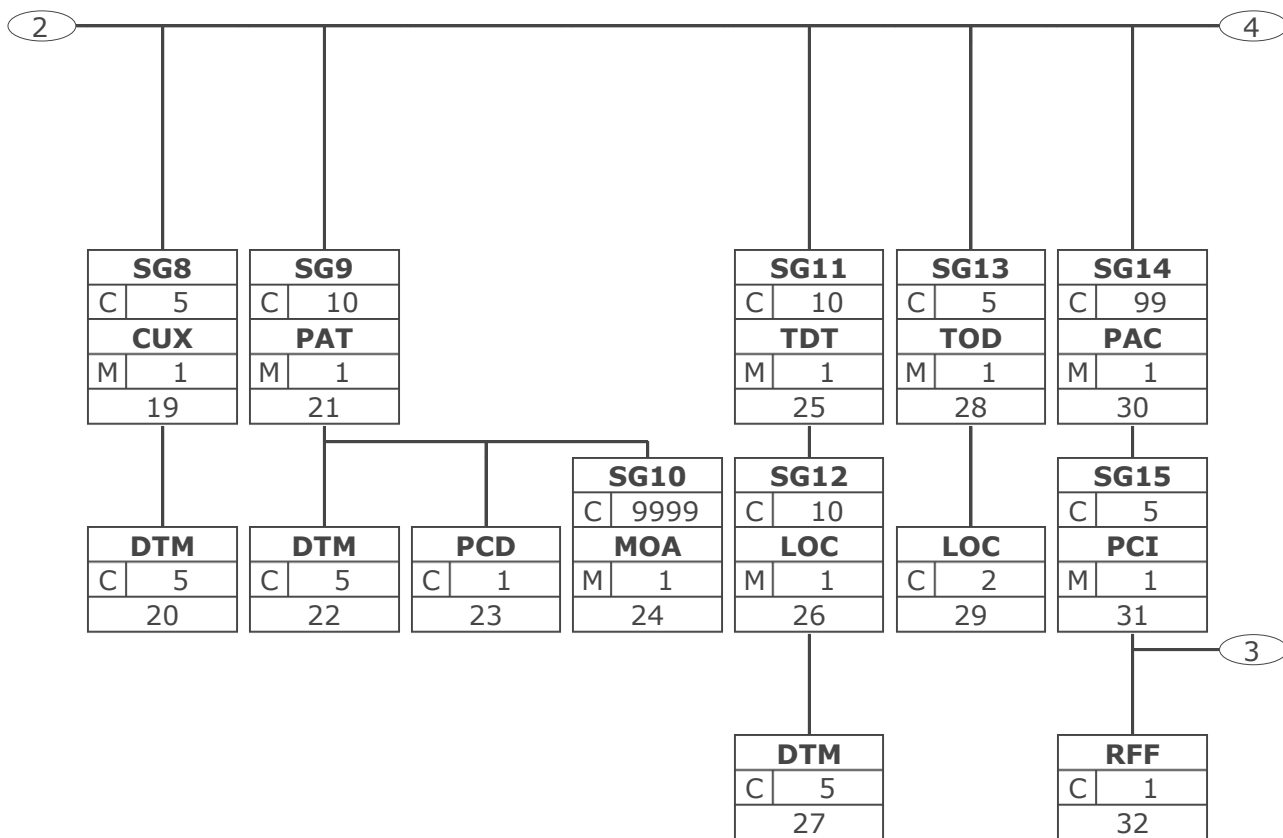 2
4
SG8
C 5
CUX
M 1
19
SG9
C 10
PAT
M 1
21
SG11
C 10
TDT
M 1
25
SG13
C 5
TOD
M 1
28
SG14
C 99
PAC
M 1
30
DTM
C 5
20
DTM
C 5
22
PCD
C 1
23
SG10
C 9999
MOA
M 1
24
SG12
C 10
LOC
M 1
26
LOC
C 2
29
SG15
C 5
PCI
M 1
31
3
DTM
C 5
27
RFF
C 1
32